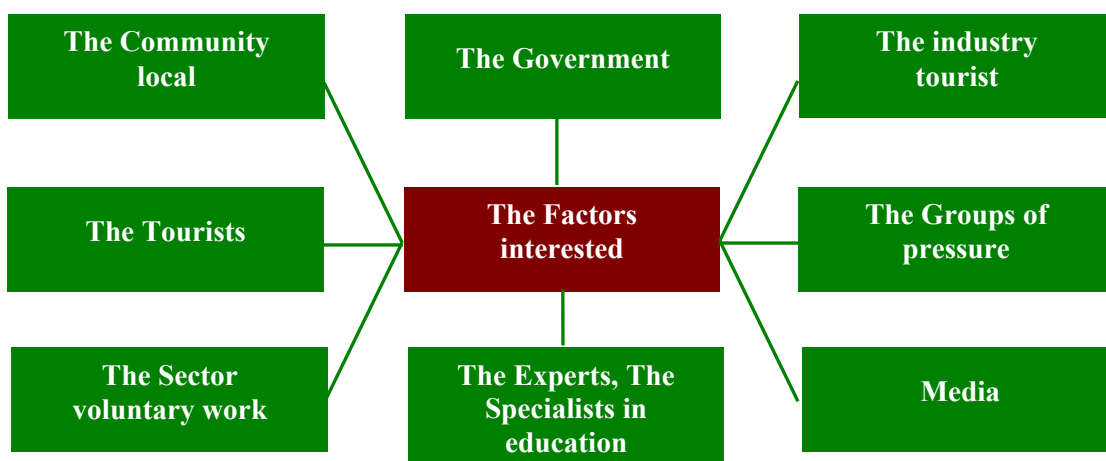 The Community
local
The Government
The industry
tourist
The Tourists
The Factors
interested
The Groups of
pressure
The Sector
voluntary work
The Experts, The
Specialists in
education
Media